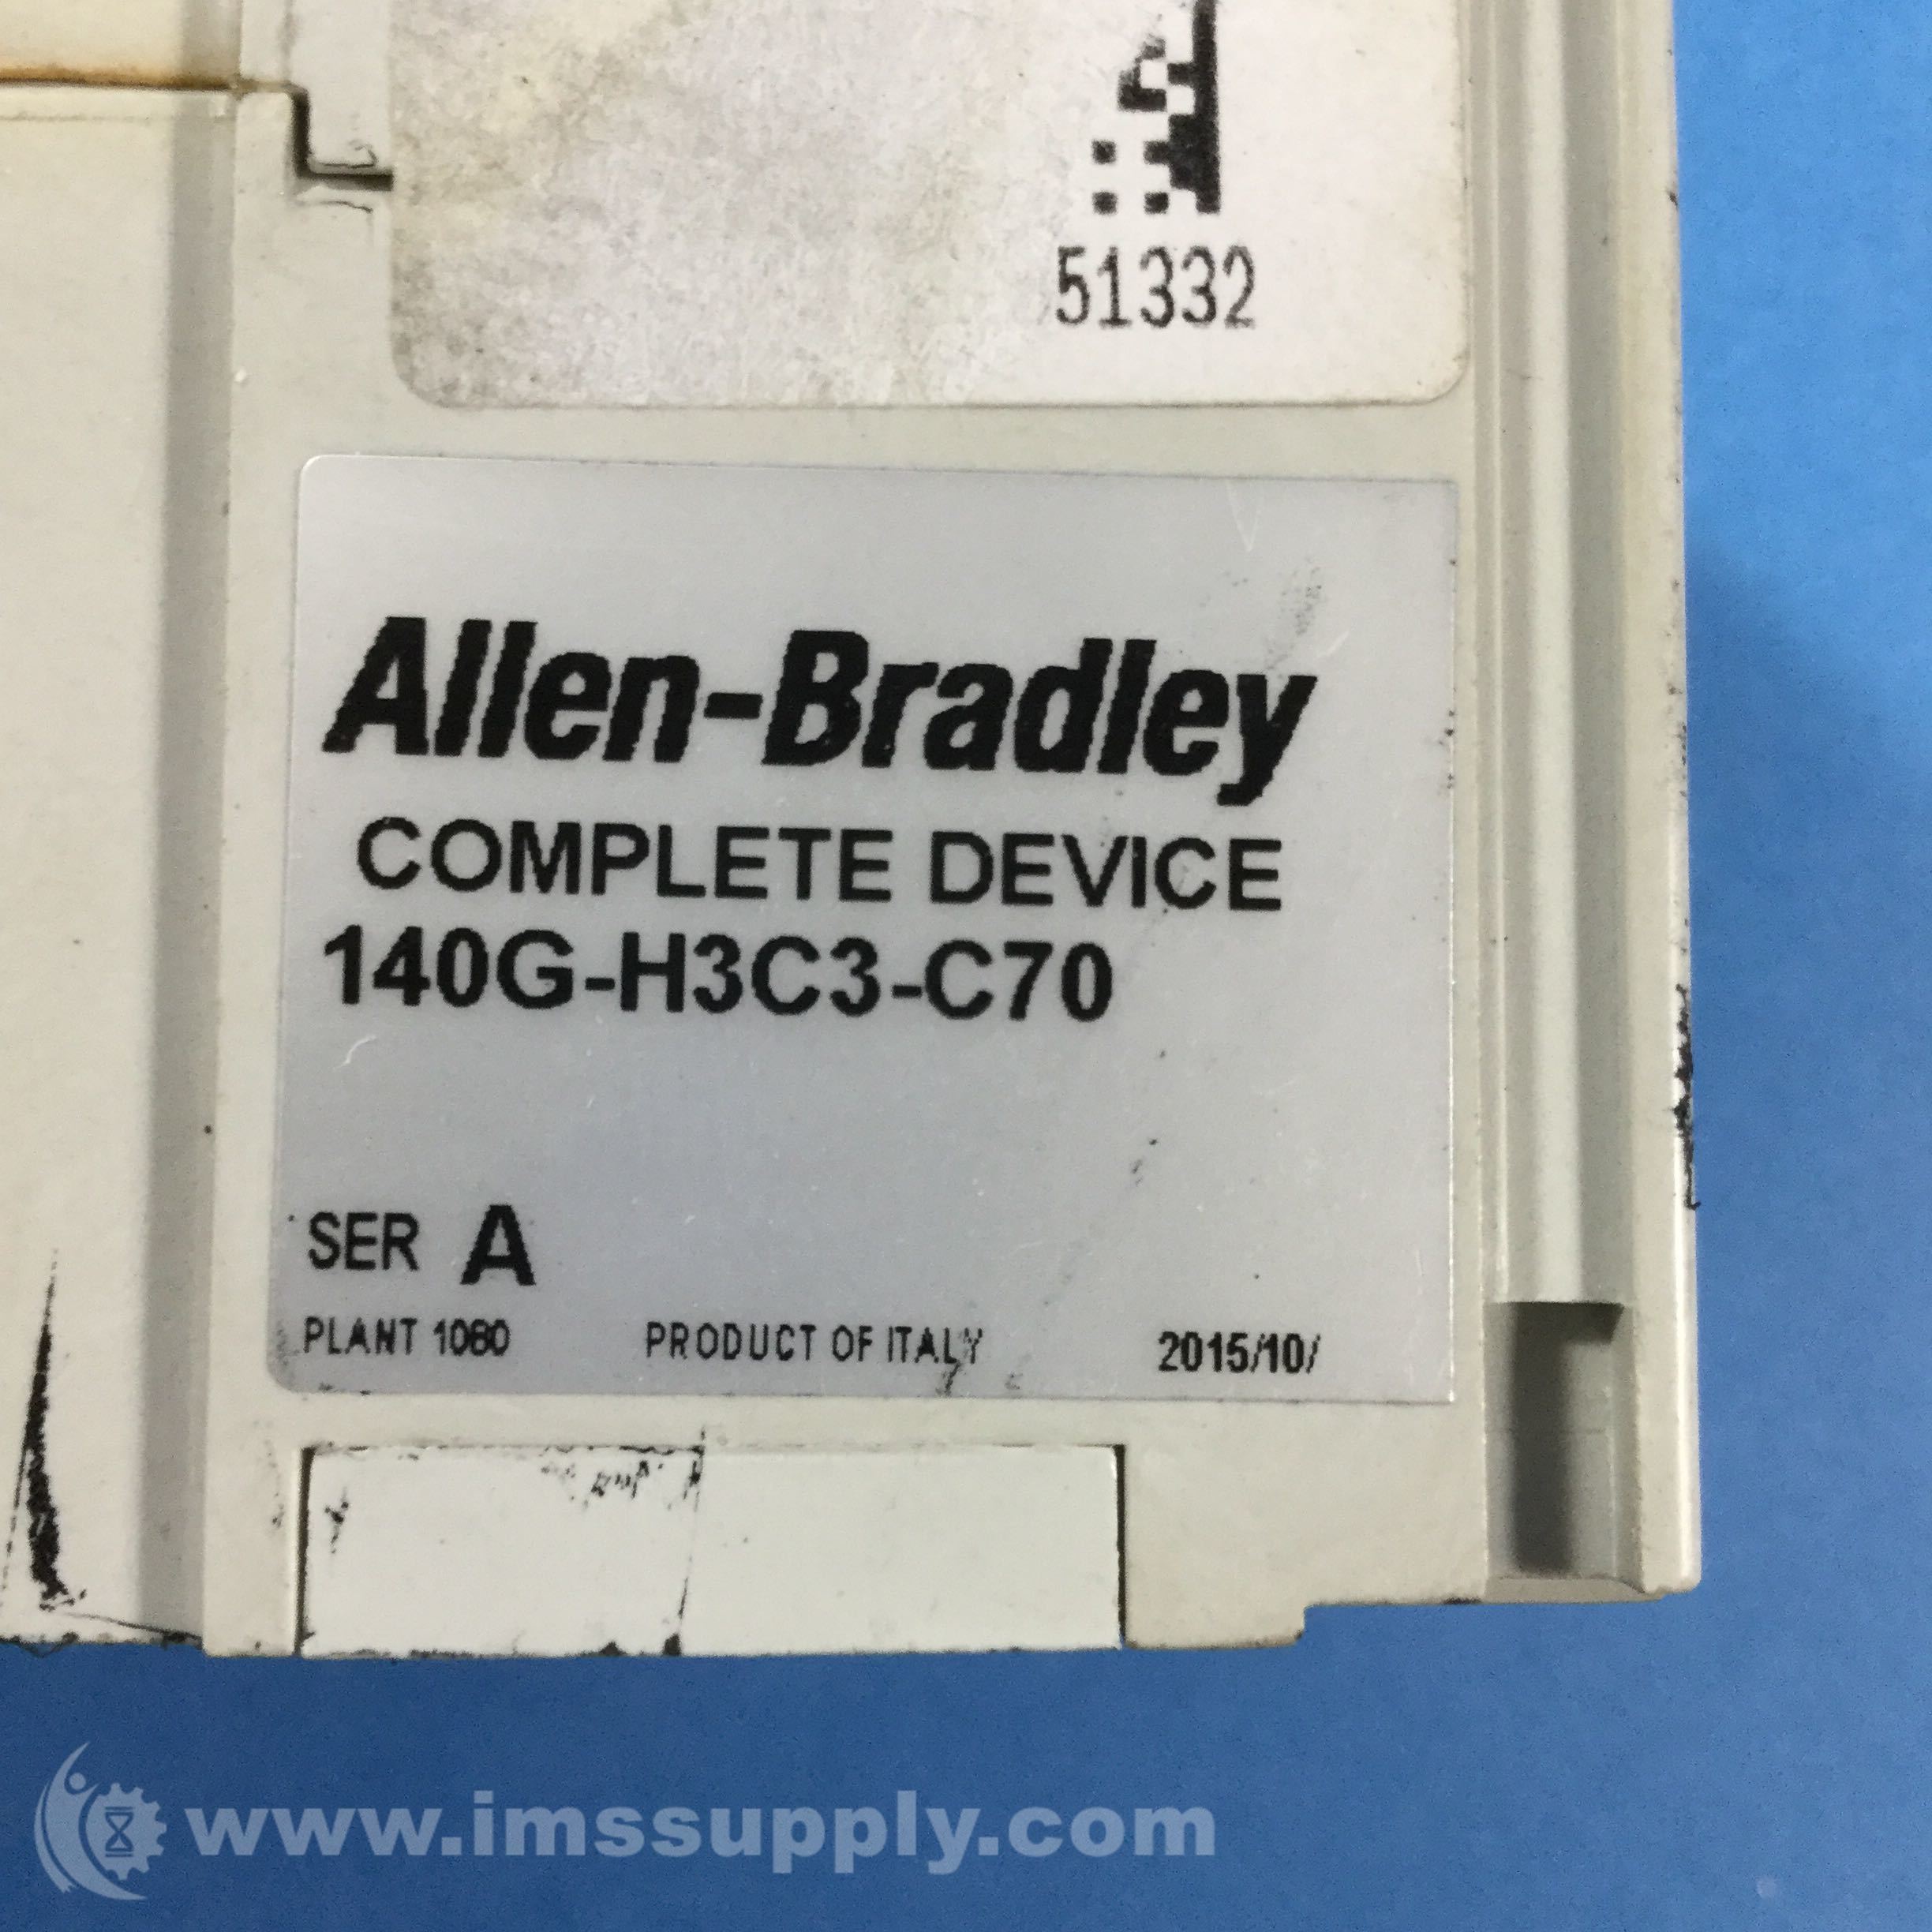 51332
Allen-Bradley
COMPLETE DEVICE
140G-H3C3-C70
SER A
PLANT 1080 PRODUCT OF ITALY 2015/10/
www.imssupply.com